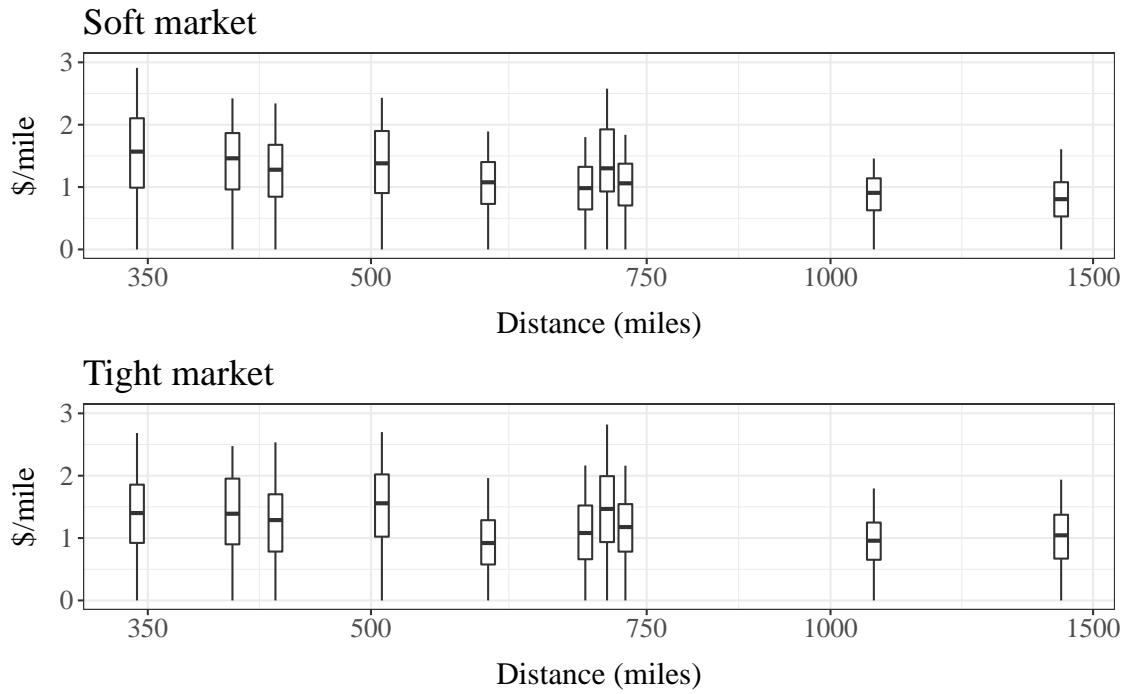 Soft market
3
2
1
0
$/mile
350 500 750 1000 1500
Distance (miles)
Tight market
3
2
1
0
$/mile
350 500 750 1000 1500
Distance (miles)